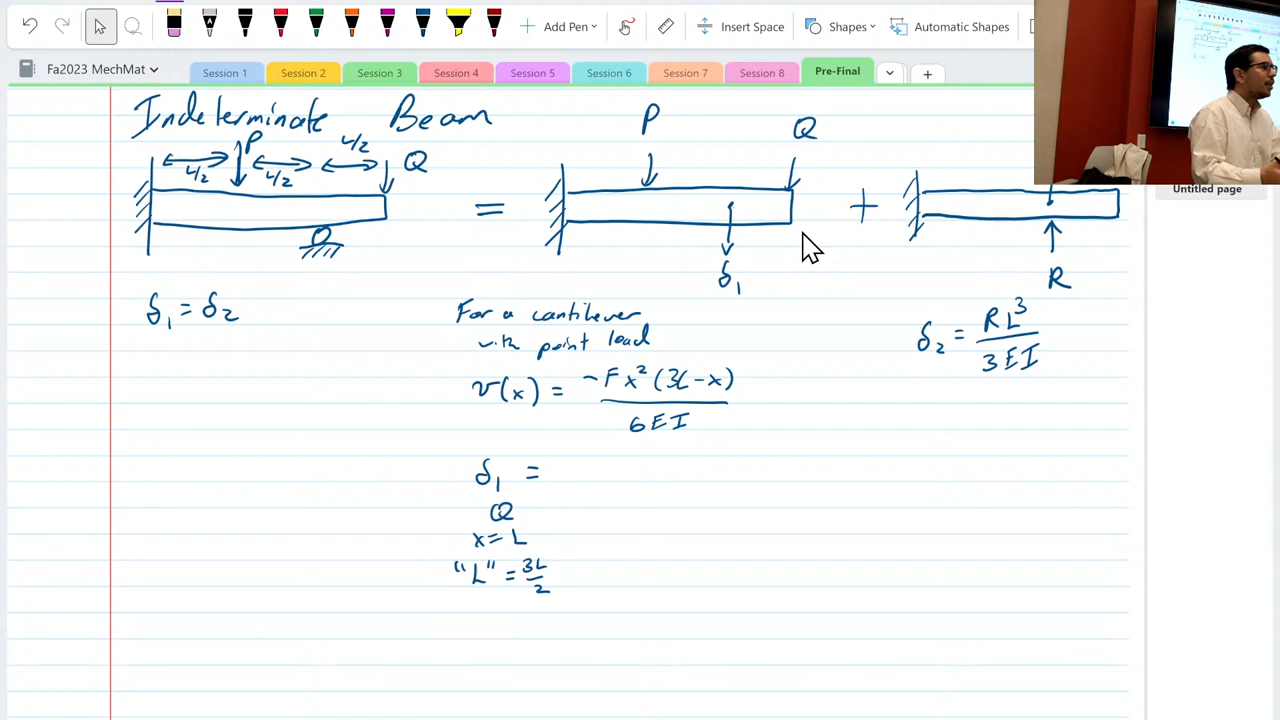 Add Pen
Insert Space
Shapes
Automatic Shapes
Fa2023 MechMat
Session 1
Session 2
Session 3
Session 4
Session 5
Session 6
Session 7
Session 8
Pre-Final
Untitled page
Indeterminate Beam
P
L/2
L/2
L/2
Q
=
P
Q
δ₁
+
R
δ₁ = δ₂
For a cantilever
with point load
v(x) = -Fx²(3L-x) / 6EI
δ₂ = RL³ / 3EI
δ₁ =
Q
x = L
"L" = 3L/2